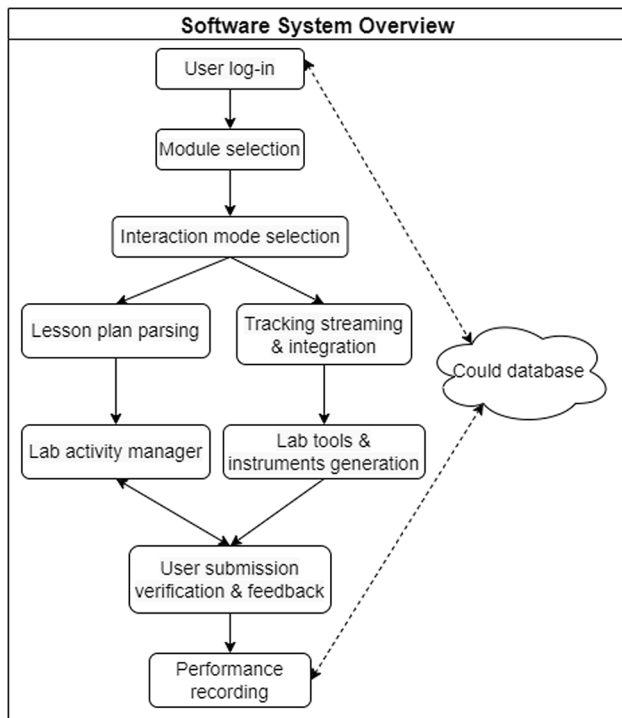 Software System Overview
User log-in
Module selection
Interaction mode selection
Lesson plan parsing
Tracking streaming
& integration
Could database
Lab activity manager
Lab tools &
instruments generation
User submission
verification & feedback
Performance
recording